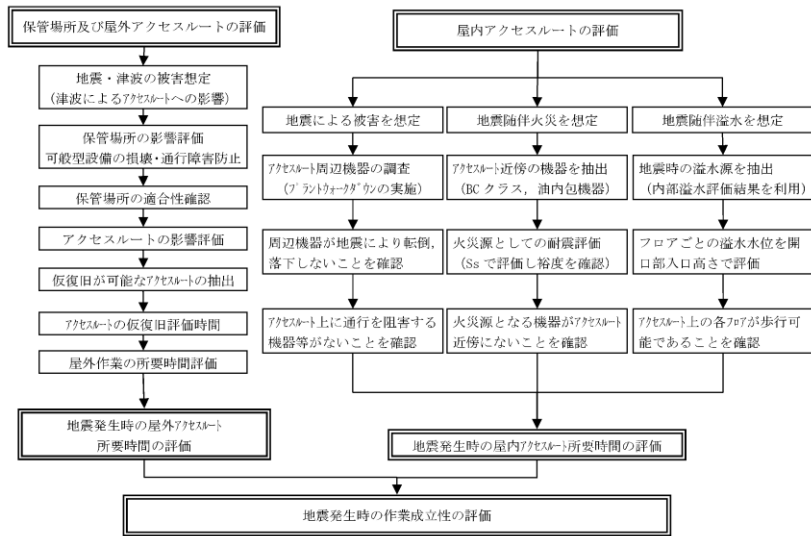 保管場所及び屋外アクセスルートの評価
地震・津波の被害想定
(津波によるｱｸｾｽﾙｰﾄへの影響)
保管場所の影響評価
可般型設備の損壊・通行障害防止
保管場所の適合性確認
アクセスルートの影響評価
仮復旧が可能なｱｸｾｽﾙｰﾄの抽出
ｱｸｾｽﾙｰﾄの仮復旧評価時間
屋外作業の所要時間評価
地震発生時の屋外ｱｸｾｽﾙｰﾄ
所要時間の評価
屋内アクセスルートの評価
地震による被害を想定
ｱｸｾｽﾙｰﾄ周辺機器の調査
(ﾌﾟﾗﾝﾄｳｫｰｸﾀﾞｳﾝの実施)
周辺機器が地震により転倒，
落下しないことを確認
ｱｸｾｽﾙｰﾄ上に通行を阻害する
機器等がないことを確認
地震随伴火災を想定
ｱｸｾｽﾙｰﾄ近傍の機器を抽出
(BCクラス，油内包機器)
火災源としての耐震評価
(Ssで評価し裕度を確認)
火災源となる機器がｱｸｾｽﾙｰﾄ
近傍にないことを確認
地震随伴溢水を想定
地震時の溢水源を抽出
(内部溢水評価結果を利用)
フロアごとの溢水水位を開
口部入口高さで評価
ｱｸｾｽﾙｰﾄ上の各ﾌﾛｱが歩行可
能であることを確認
地震発生時の屋内ｱｸｾｽﾙｰﾄ所要時間の評価
地震発生時の作業成立性の評価